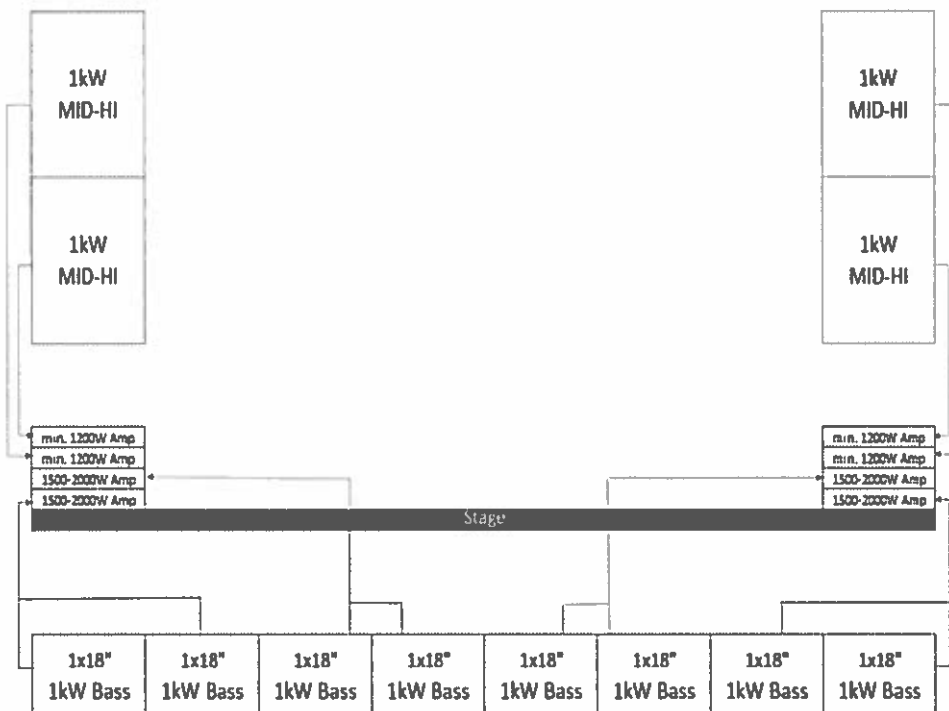 1kW
MID-HI
1kW
MID-HI
1kW
MID-HI
1kW
MID-HI
min. 1200W Amp
min. 1200W Amp
1500-2000W Amp
1500-2000W Amp
min. 1200W Amp
min. 1200W Amp
1500-2000W Amp
1500-2000W Amp
Stage
1x18"
1kW Bass
1x18"
1kW Bass
1x18"
1kW Bass
1x18"
1kW Bass
1x18"
1kW Bass
1x18"
1kW Bass
1x18"
1kW Bass
1x18"
1kW Bass